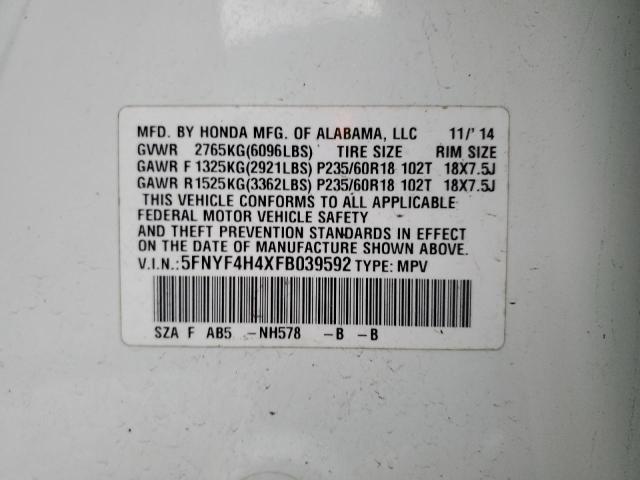 MFD. BY HONDA MFG. OF ALABAMA, LLC 11/'14
GVWR 2765KG(6096LBS) TIRE SIZE RIM SIZE
GAWR F 1325KG(2921LBS) P235/60R18 102T 18X7.5J
GAWR R 1525KG(3362LBS) P235/60R18 102T 18X7.5J
THIS VEHICLE CONFORMS TO ALL APPLICABLE
FEDERAL MOTOR VEHICLE SAFETY
AND THEFT PREVENTION STANDARDS IN EFFECT
ON THE DATE OF MANUFACTURE SHOWN ABOVE.
V.I.N.: 5FNYF4H4XFB039592 TYPE: MPV
SZA F AB5 -NH578 -B -B